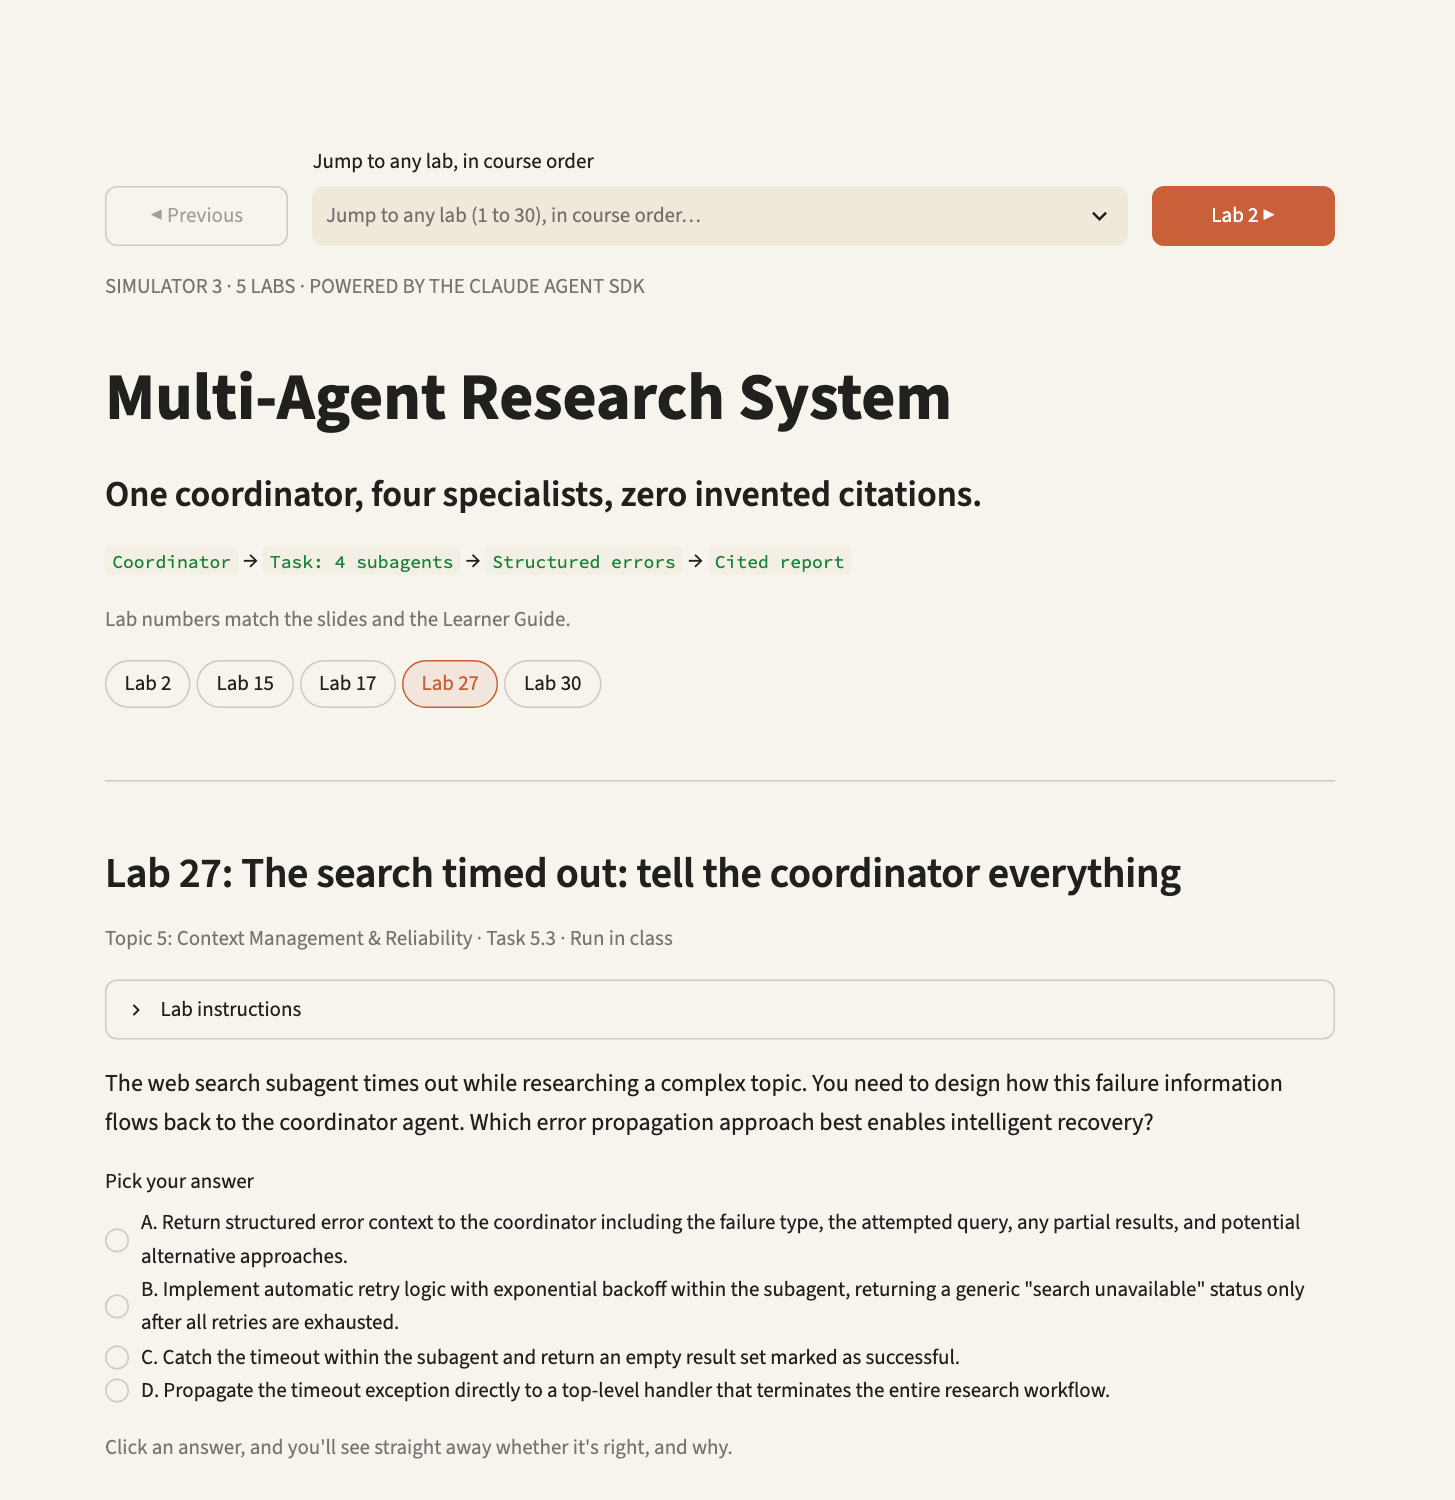 Jump to any lab, in course order
◀ Previous
Jump to any lab (1 to 30), in course order…
Lab 2 ▶
SIMULATOR 3 · 5 LABS · POWERED BY THE CLAUDE AGENT SDK
Multi-Agent Research System
One coordinator, four specialists, zero invented citations.
Coordinator → Task: 4 subagents → Structured errors → Cited report
Lab numbers match the slides and the Learner Guide.
Lab 2
Lab 15
Lab 17
Lab 27
Lab 30
Lab 27: The search timed out: tell the coordinator everything
Topic 5: Context Management & Reliability · Task 5.3 · Run in class
Lab instructions
The web search subagent times out while researching a complex topic. You need to design how this failure information
flows back to the coordinator agent. Which error propagation approach best enables intelligent recovery?
Pick your answer
A. Return structured error context to the coordinator including the failure type, the attempted query, any partial results, and potential
alternative approaches.
B. Implement automatic retry logic with exponential backoff within the subagent, returning a generic "search unavailable" status only
after all retries are exhausted.
C. Catch the timeout within the subagent and return an empty result set marked as successful.
D. Propagate the timeout exception directly to a top-level handler that terminates the entire research workflow.
Click an answer, and you'll see straight away whether it's right, and why.